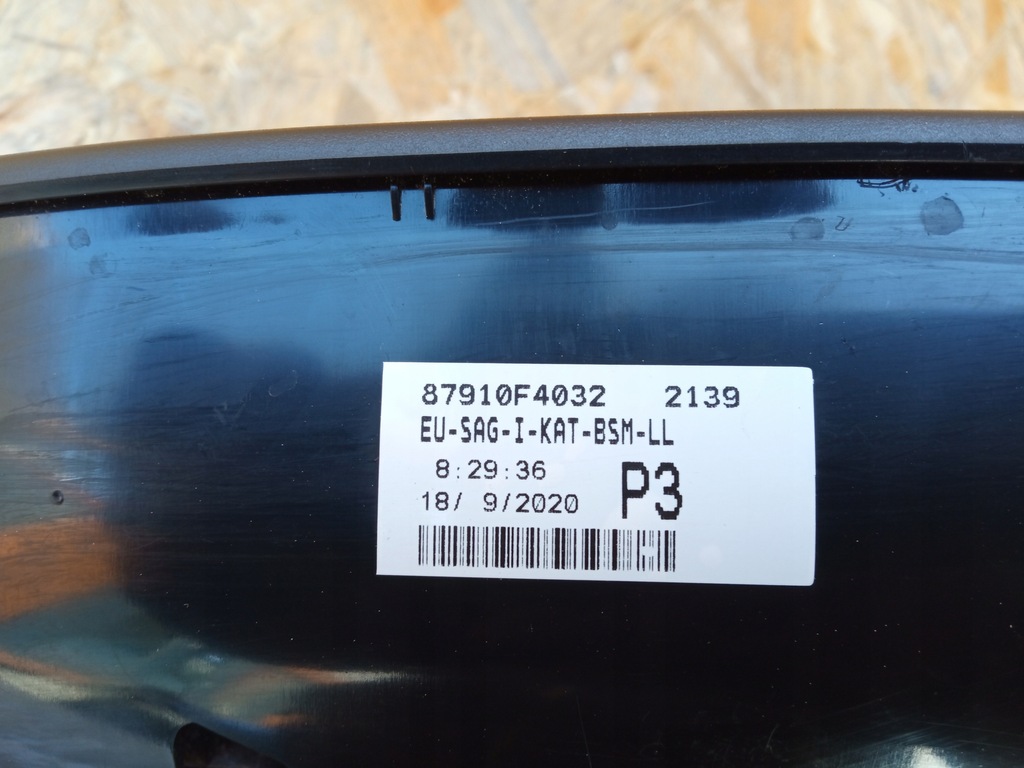 87910F4032 2139
EU-SAG-I-KAT-BSM-LL
8:29:36
P3
18/ 9/2020